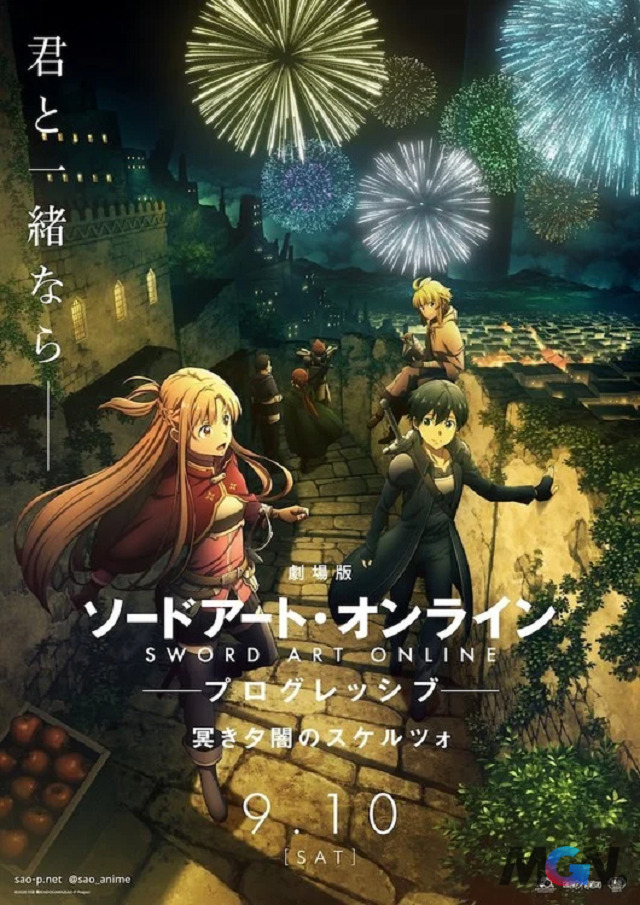 君と一緒なら——
劇場版
ソードアート・オンライン
SWORD ART ONLINE
—プログレッシブ—
冥き夕闇のスケルツォ
9.10
[SAT]
sao-p.net @sao_anime
MGN